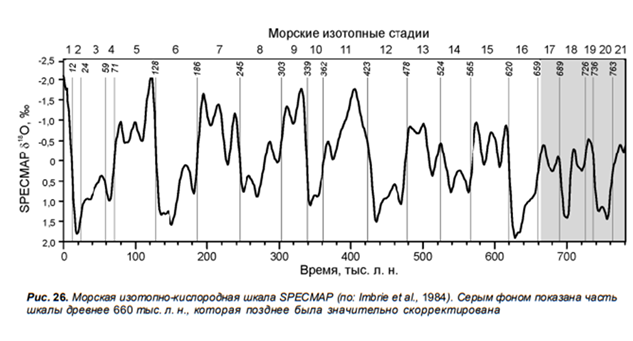 Морские изотопные стадии
1 2 3 4 5 6 7 8 9 10 11 12 13 14 15 16 17 18 19 20 21
12 24 59 71 128 186 245 303 339 362 423 478 524 565 620 659 689 726 736 763
SPECMAP δ¹⁸O, ‰
-2,5
-2,0
-1,5
-1,0
-0,5
0
0,5
1,0
1,5
2,0
0 100 200 300 400 500 600 700
Время, тыс. л. н.
Рис. 26. Морская изотопно-кислородная шкала SPECMAP (по: Imbrie et al., 1984). Серым фоном показана часть
шкалы древнее 660 тыс. л. н., которая позднее была значительно скорректирована